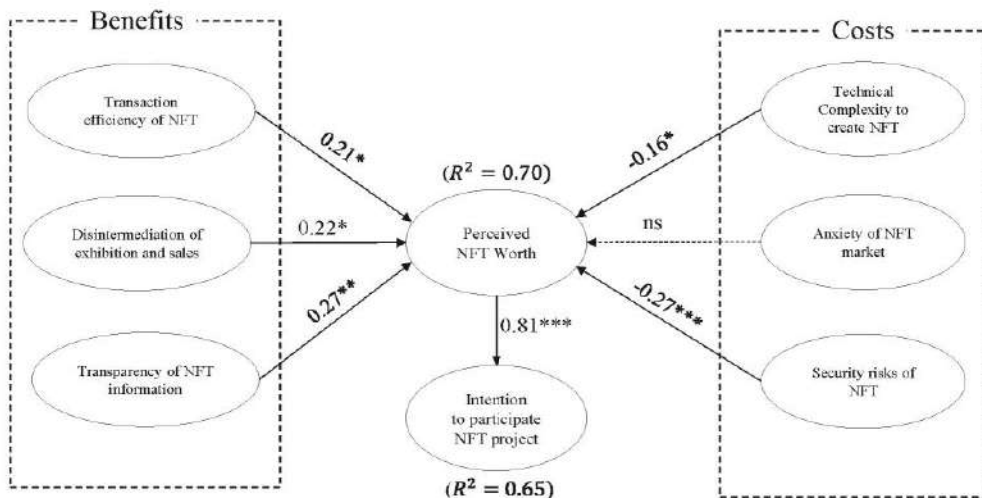 Benefits
Costs
Transaction
efficiency of NFT
Technical
Complexity to
create NFT
0.21*
-0.16*
(R² = 0.70)
Disintermediation of
exhibition and sales
0.22*
Perceived
NFT Worth
ns
Anxiety of NFT
market
0.27**
-0.27***
0.81***
Transparency of NFT
information
Intention
to participate
NFT project
Security risks of
NFT
(R² = 0.65)